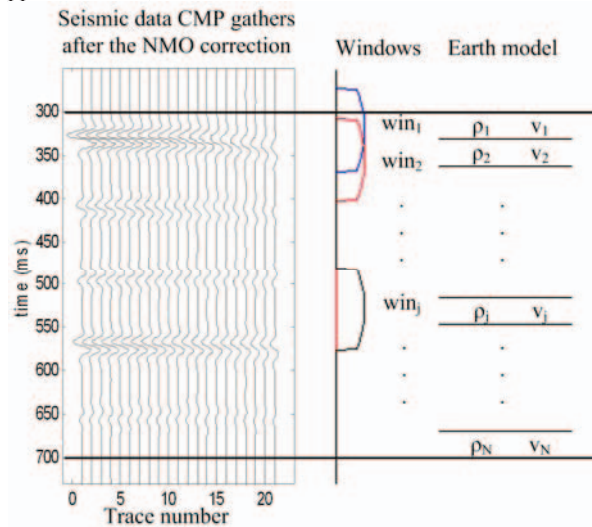 Seismic data CMP gathers
after the NMO correction
Windows
Earth model
300
350
400
450
500
550
600
650
700
time (ms)
0 5 10 15 20
Trace number
win₁
win₂
winⱼ
ρ₁ v₁
ρ₂ v₂
ρⱼ vⱼ
ρN vN